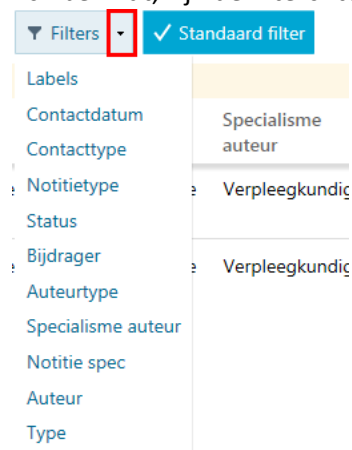 Filters
Standaard filter
Labels
Contactdatum
Contacttype
Notitietype
Status
Bijdrager
Auteurtype
Specialisme auteur
Notitie spec
Auteur
Type
Specialisme
auteur
Verpleegkundig
Verpleegkundig